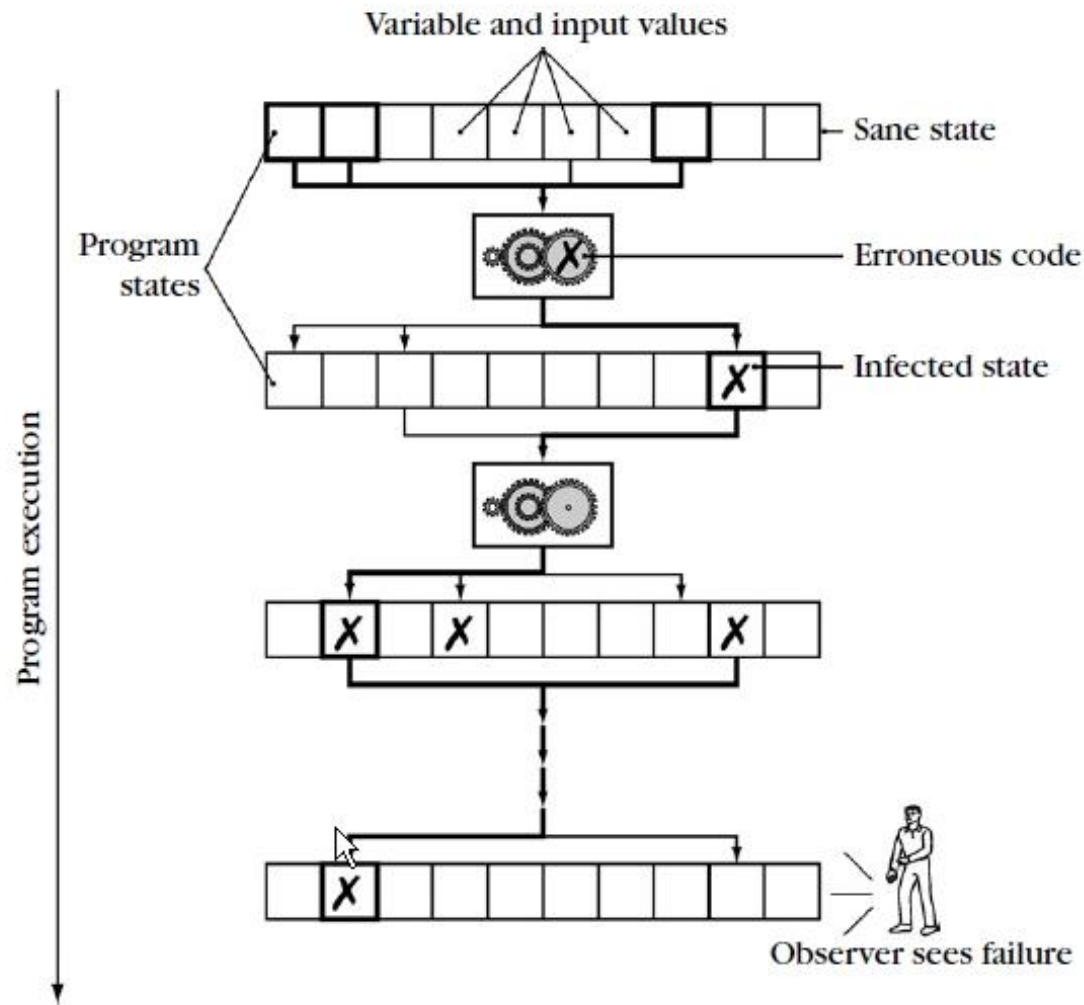 Variable and input values
Sane state
Program
states
Erroneous code
Infected state
Program execution
Observer sees failure